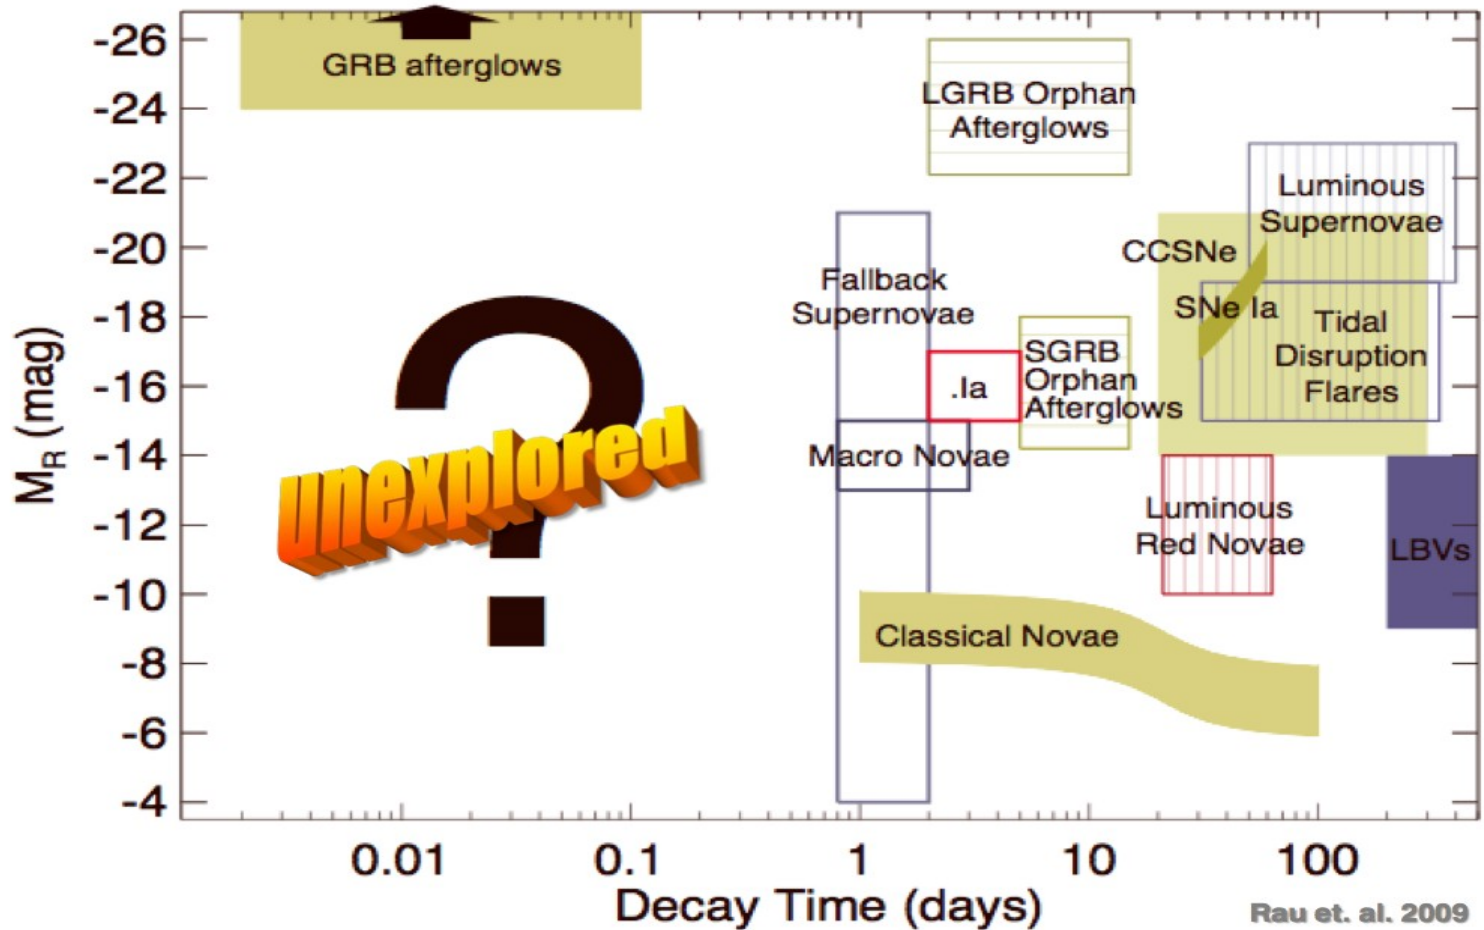 -26
-24
-22
-20
-18
-16
-14
-12
-10
-8
-6
-4
M_R (mag)
GRB afterglows
LGRB Orphan
Afterglows
Luminous
Supernovae
CCSNe
Fallback
Supernovae
SNe Ia
Tidal
Disruption
Flares
.Ia
SGRB
Orphan
Afterglows
Macro Novae
?
unexplored
Luminous
Red Novae
LBVs
Classical Novae
0.01 0.1 1 10 100
Decay Time (days)
Rau et. al. 2009